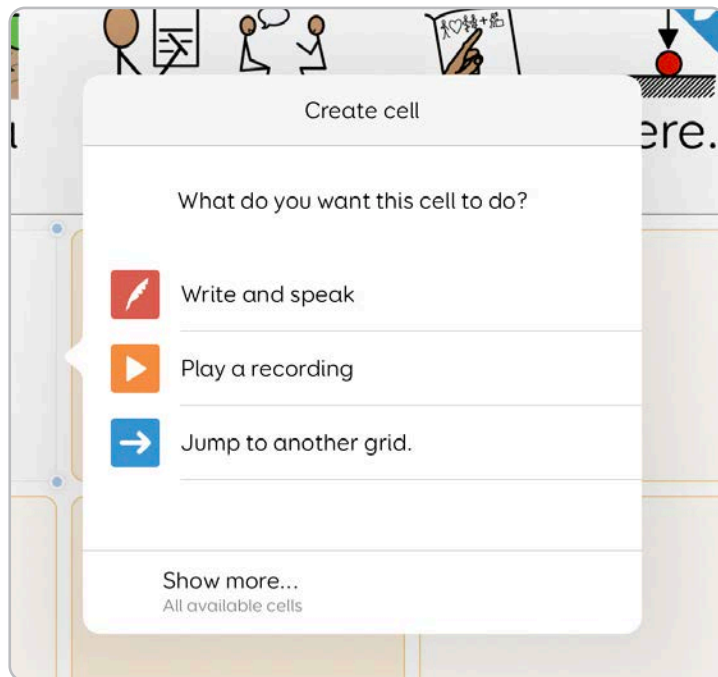 ere.
Create cell
What do you want this cell to do?
Write and speak
Play a recording
Jump to another grid.
Show more...
All available cells